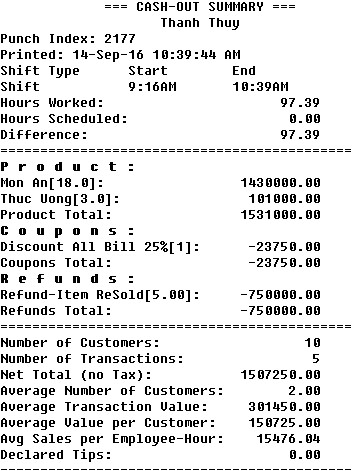 === CASH-OUT SUMMARY ===
Thanh Thuy
Punch Index: 2177
Printed: 14-Sep-16 10:39:44 AM
Shift Type Start End
Shift 9:16AM 10:39AM
Hours Worked: 97.39
Hours Scheduled: 0.00
Difference: 97.39
==================================================
P r o d u c t :
Mon An[18.0]: 1430000.00
Thuc Uong[3.0]: 101000.00
Product Total: 1531000.00
C o u p o n s :
Discount All Bill 25%[1]: -23750.00
Coupons Total: -23750.00
R e f u n d s :
Refund-Item ReSold[5.00]: -750000.00
Refunds Total: -750000.00
==================================================
Number of Customers: 10
Number of Transactions: 5
Net Total (no Tax): 1507250.00
Average Number of Customers: 2.00
Average Transaction Value: 301450.00
Average Value per Customer: 150725.00
Avg Sales per Employee-Hour: 15476.04
Declared Tips: 0.00
==================================================